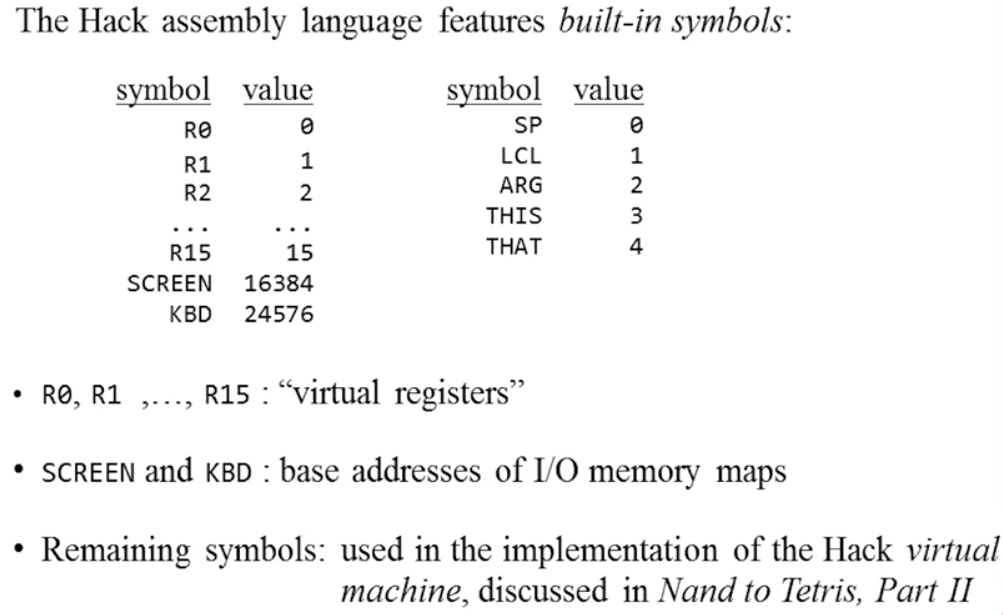 The Hack assembly language features built-in symbols:
symbol value
R0 0
R1 1
R2 2
... ...
R15 15
SCREEN 16384
KBD 24576
symbol value
SP 0
LCL 1
ARG 2
THIS 3
THAT 4
• R0, R1 ,..., R15 : “virtual registers”
• SCREEN and KBD : base addresses of I/O memory maps
• Remaining symbols: used in the implementation of the Hack virtual
machine, discussed in Nand to Tetris, Part II